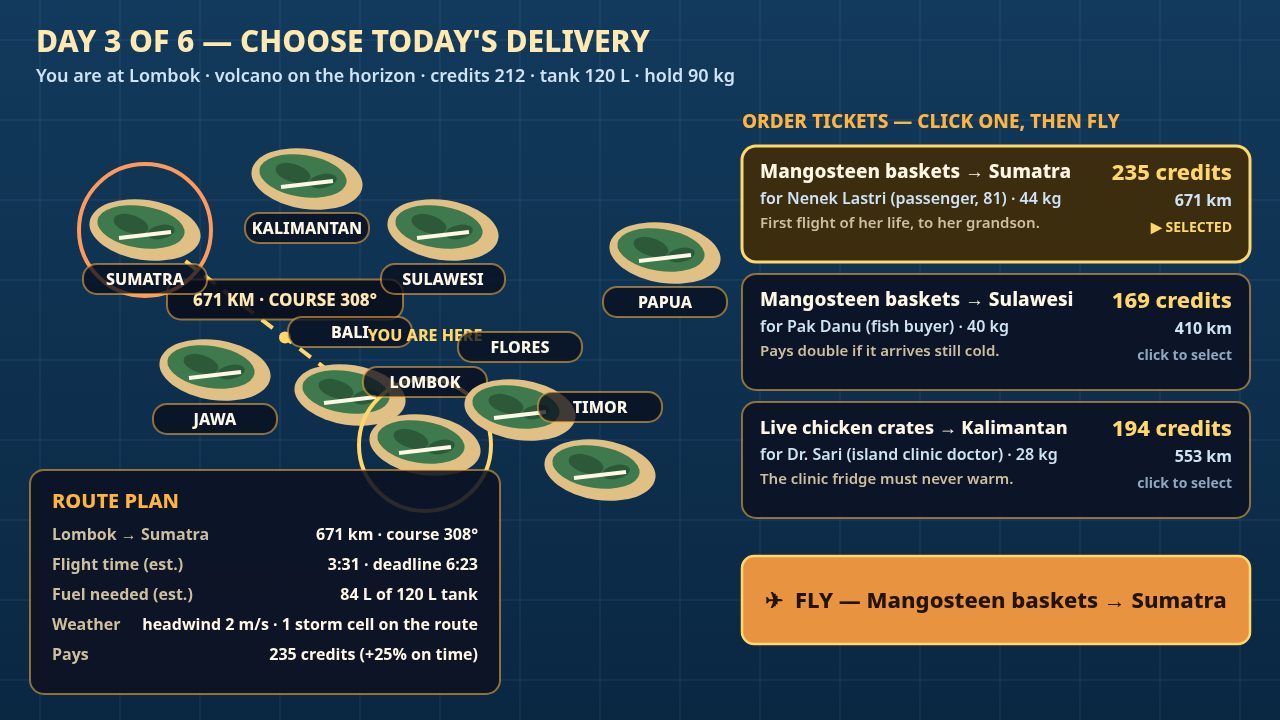 DAY 3 OF 6 — CHOOSE TODAY'S DELIVERY
You are at Lombok · volcano on the horizon · credits 212 · tank 120 L · hold 90 kg
KALIMANTAN
SUMATRA
SULAWESI
PAPUA
671 KM · COURSE 308°
BALI
YOU ARE HERE
FLORES
LOMBOK
TIMOR
JAWA
ROUTE PLAN
Lombok → Sumatra 671 km · course 308°
Flight time (est.) 3:31 · deadline 6:23
Fuel needed (est.) 84 L of 120 L tank
Weather headwind 2 m/s · 1 storm cell on the route
Pays 235 credits (+25% on time)
ORDER TICKETS — CLICK ONE, THEN FLY
Mangosteen baskets → Sumatra 235 credits
for Nenek Lastri (passenger, 81) · 44 kg 671 km
First flight of her life, to her grandson. ▶ SELECTED
Mangosteen baskets → Sulawesi 169 credits
for Pak Danu (fish buyer) · 40 kg 410 km
Pays double if it arrives still cold. click to select
Live chicken crates → Kalimantan 194 credits
for Dr. Sari (island clinic doctor) · 28 kg 553 km
The clinic fridge must never warm. click to select
✈ FLY — Mangosteen baskets → Sumatra